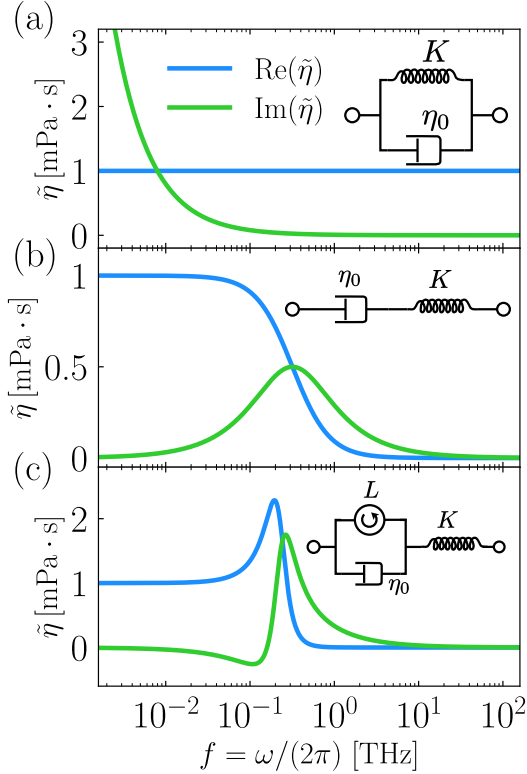 (a)
3
2
1
0
η̃ [mPa · s]
Re(η̃)
Im(η̃)
K
η₀
(b)
1
0.5
0
η̃ [mPa · s]
η₀
K
(c)
2
1
0
η̃ [mPa · s]
L
K
η₀
10⁻² 10⁻¹ 10⁰ 10¹ 10²
f = ω/(2π) [THz]